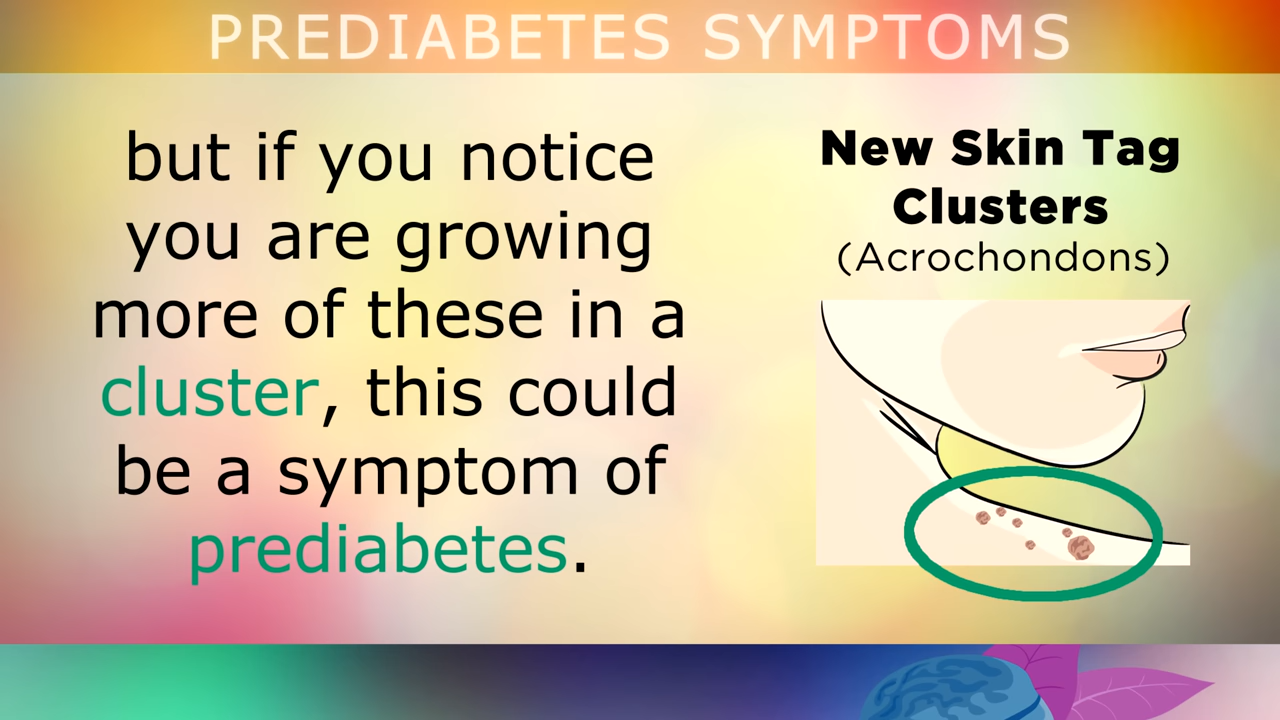 PREDIABETES SYMPTOMS
but if you notice
you are growing
more of these in a
cluster, this could
be a symptom of
prediabetes.
New Skin Tag
Clusters
(Acrochondons)